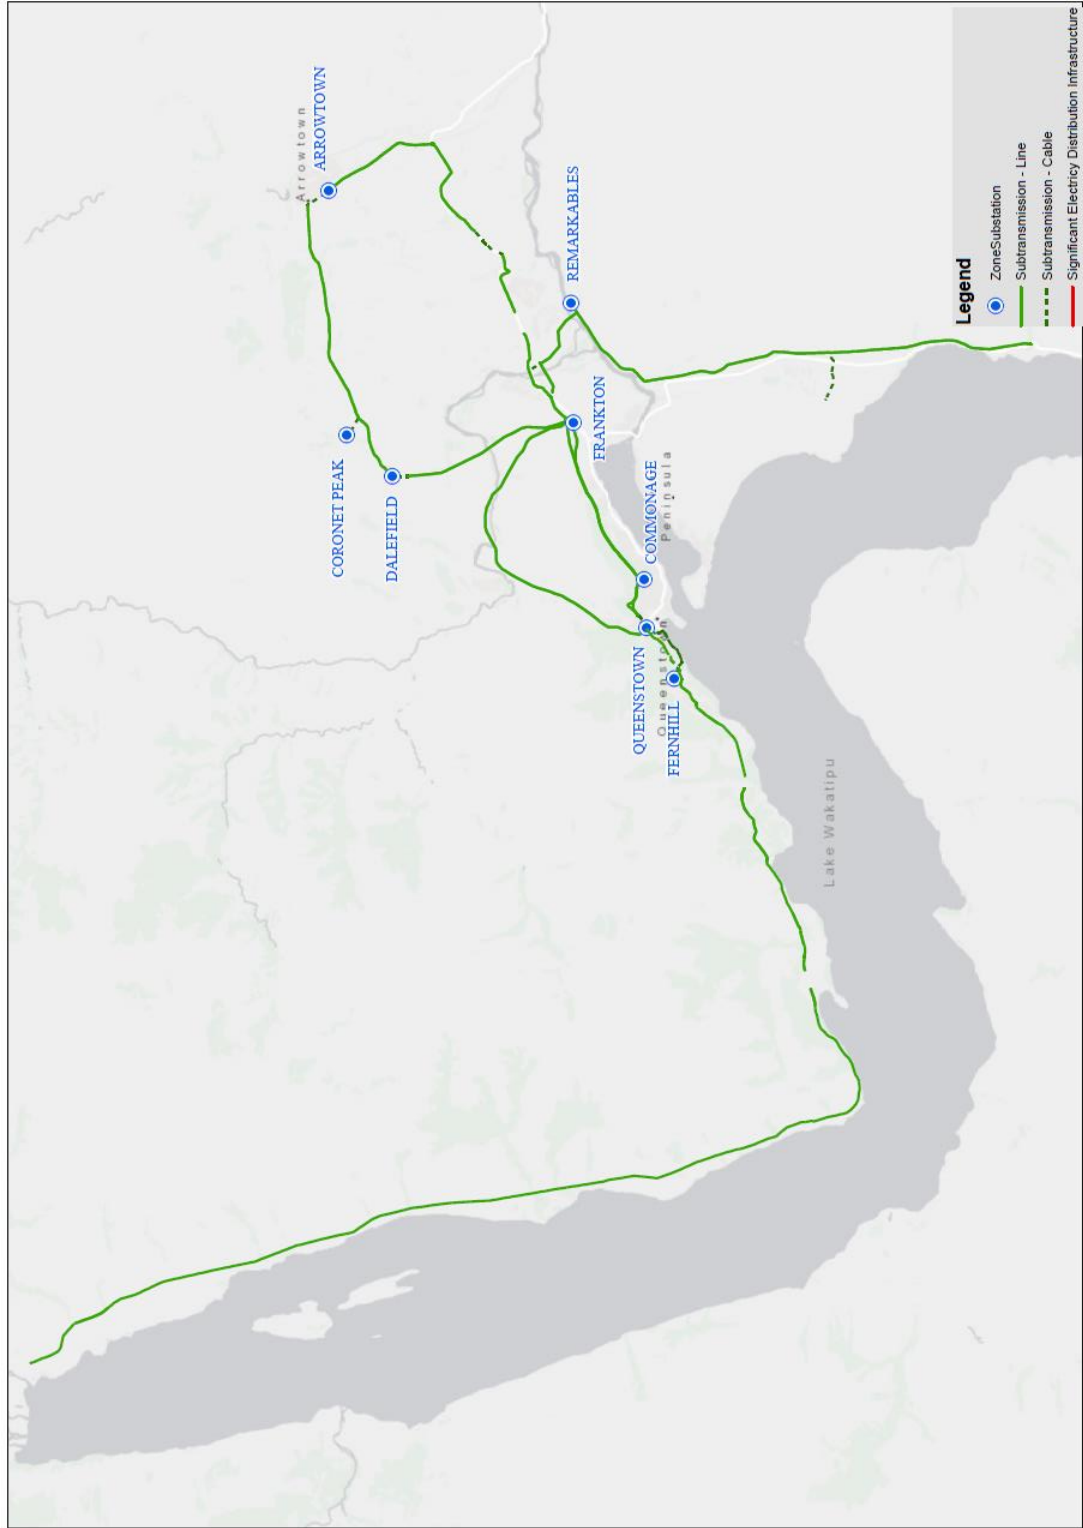 Arrowtown
ARROWTOWN
REMARKABLES
CORONET PEAK
DALEFIELD
FRANKTON
COMMONAGE
Peninsula
QUEENSTOWN
Queenstown
FERNHILL
Lake Wakatipu
Legend
ZoneSubstation
Subtransmission - Line
Subtransmission - Cable
Significant Electricy Distribution Infrastructure